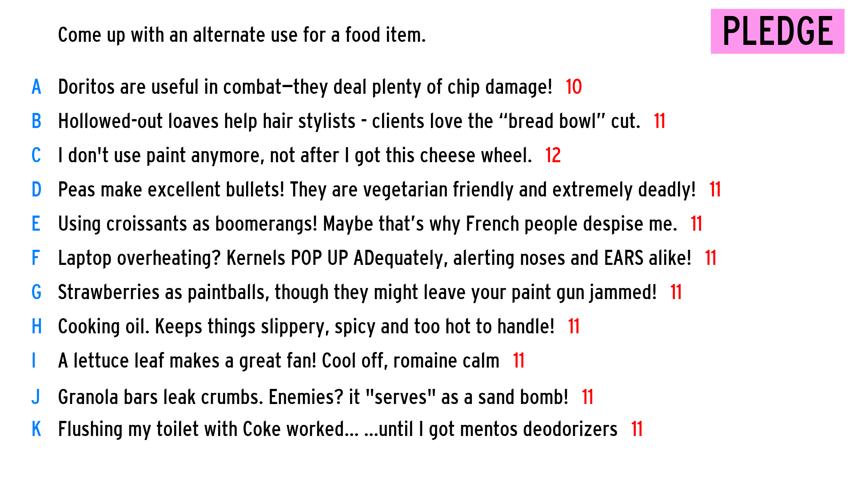 Come up with an alternate use for a food item.
PLEDGE
A Doritos are useful in combat—they deal plenty of chip damage! 10
B Hollowed-out loaves help hair stylists - clients love the “bread bowl” cut. 11
C I don't use paint anymore, not after I got this cheese wheel. 12
D Peas make excellent bullets! They are vegetarian friendly and extremely deadly! 11
E Using croissants as boomerangs! Maybe that’s why French people despise me. 11
F Laptop overheating? Kernels POP UP ADequately, alerting noses and EARS alike! 11
G Strawberries as paintballs, though they might leave your paint gun jammed! 11
H Cooking oil. Keeps things slippery, spicy and too hot to handle! 11
I A lettuce leaf makes a great fan! Cool off, romaine calm 11
J Granola bars leak crumbs. Enemies? it "serves" as a sand bomb! 11
K Flushing my toilet with Coke worked... ...until I got mentos deodorizers 11